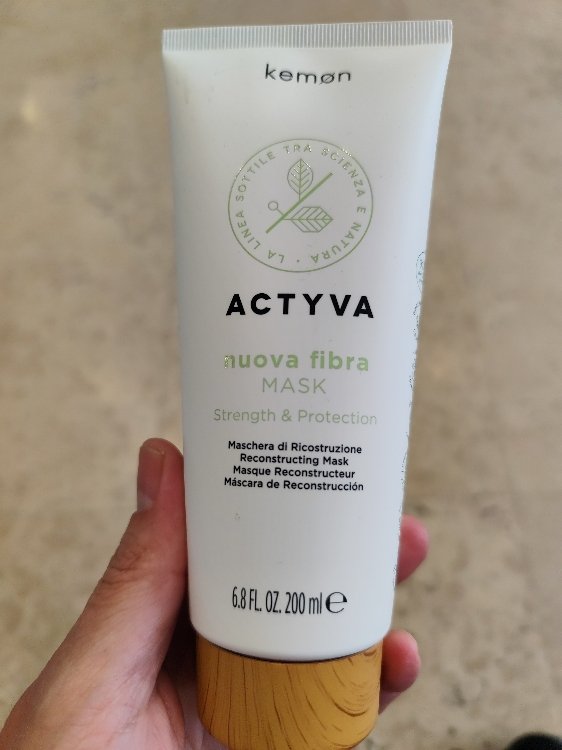 kemøn
LA LINEA SOTTILE TRA SCIENZA E NATURA ·
ACTYVA
nuova fibra
MASK
Strength & Protection
Maschera di Ricostruzione
Reconstructing Mask
Masque Reconstructeur
Máscara de Reconstrucción
6.8 FL. OZ. 200 ml ℮